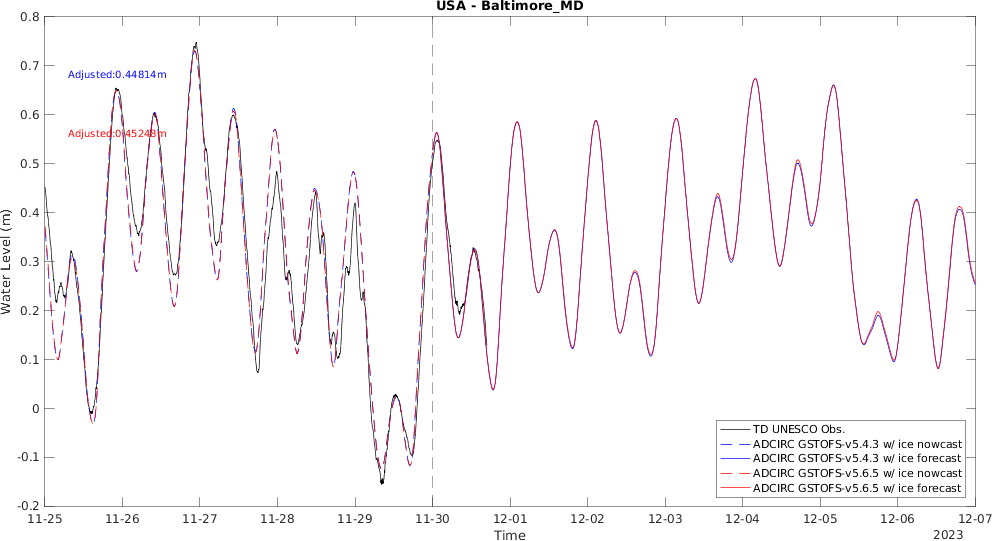 USA - Baltimore_MD
0.8
0.7
0.6
0.5
0.4
0.3
0.2
0.1
0
-0.1
-0.2
Water Level (m)
Adjusted:0.44814m
Adjusted:0.45248m
TD UNESCO Obs.
ADCIRC GSTOFS-v5.4.3 w/ ice nowcast
ADCIRC GSTOFS-v5.4.3 w/ ice forecast
ADCIRC GSTOFS-v5.6.5 w/ ice nowcast
ADCIRC GSTOFS-v5.6.5 w/ ice forecast
11-25 11-26 11-27 11-28 11-29 11-30 12-01 12-02 12-03 12-04 12-05 12-06 12-07
Time
2023